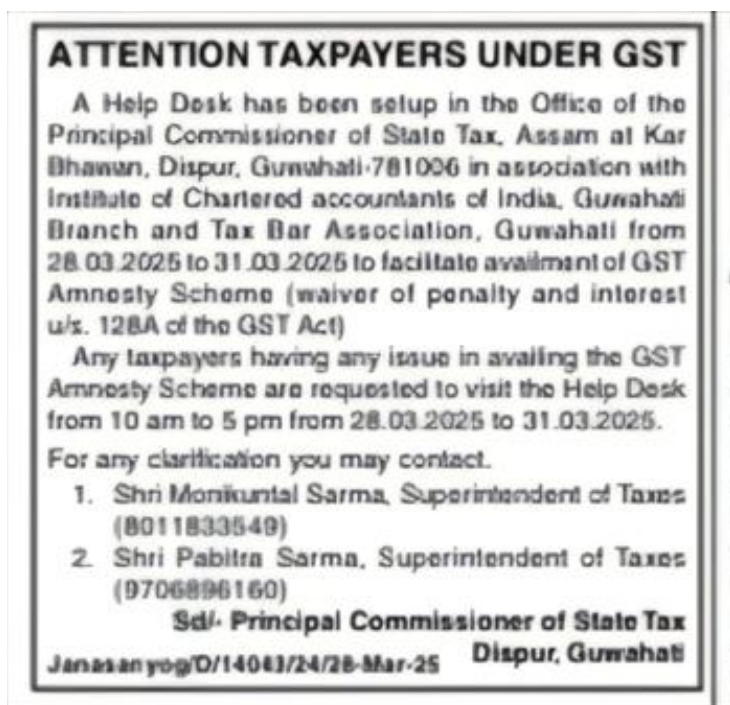 ATTENTION TAXPAYERS UNDER GST
A Help Desk has been setup in the Office of the
Principal Commissioner of State Tax, Assam at Kar
Bhawan, Dispur, Guwahati-781006 in association with
Institute of Chartered accountants of India, Guwahati
Branch and Tax Bar Association, Guwahati from
28.03.2025 to 31.03.2025 to facilitate availment of GST
Amnesty Scheme (waiver of penalty and interest
u/s. 128A of the GST Act)
Any taxpayers having any issue in availing the GST
Amnesty Scheme are requested to visit the Help Desk
from 10 am to 5 pm from 28.03.2025 to 31.03.2025.
For any clarification you may contact.
1. Shri Monikuntal Sarma, Superintendent of Taxes
(8011833549)
2. Shri Pabitra Sarma, Superintendent of Taxes
(9706896160)
Sd/- Principal Commissioner of State Tax
Dispur, Guwahati
Janasanyog/D/14043/24/28-Mar-25